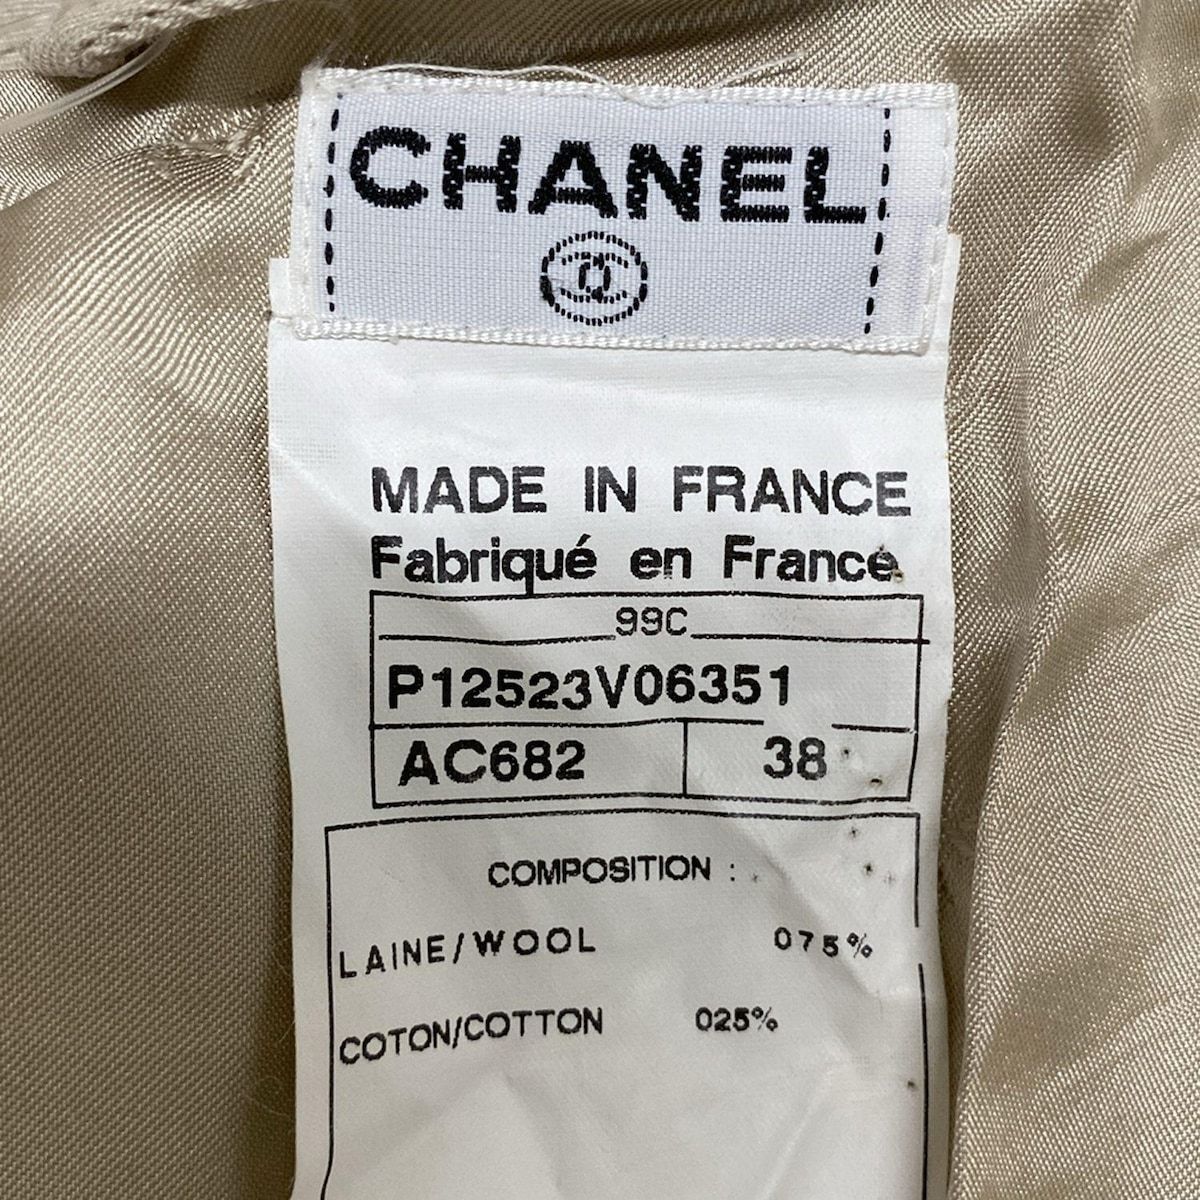 CHANEL
MADE IN FRANCE
Fabriqué en France
99C
P12523V06351
AC682 38
COMPOSITION :
LAINE/WOOL 075%
COTON/COTTON 025%